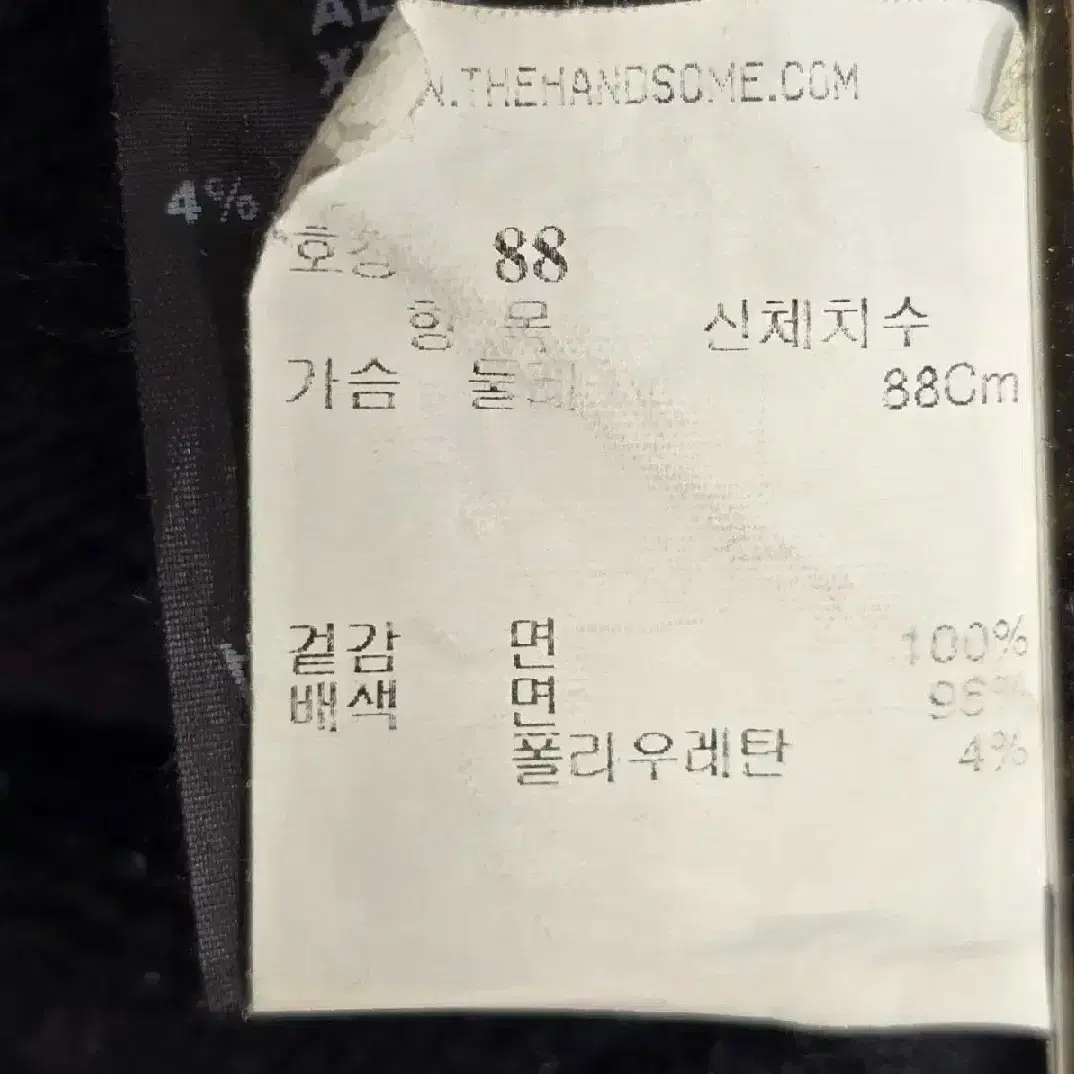 4%
N.THEHANDSOME.COM
호칭 88
항 목 신체치수
가슴 둘레 88Cm
겉감 면 100%
배색 면 96%
폴리우레탄 4%